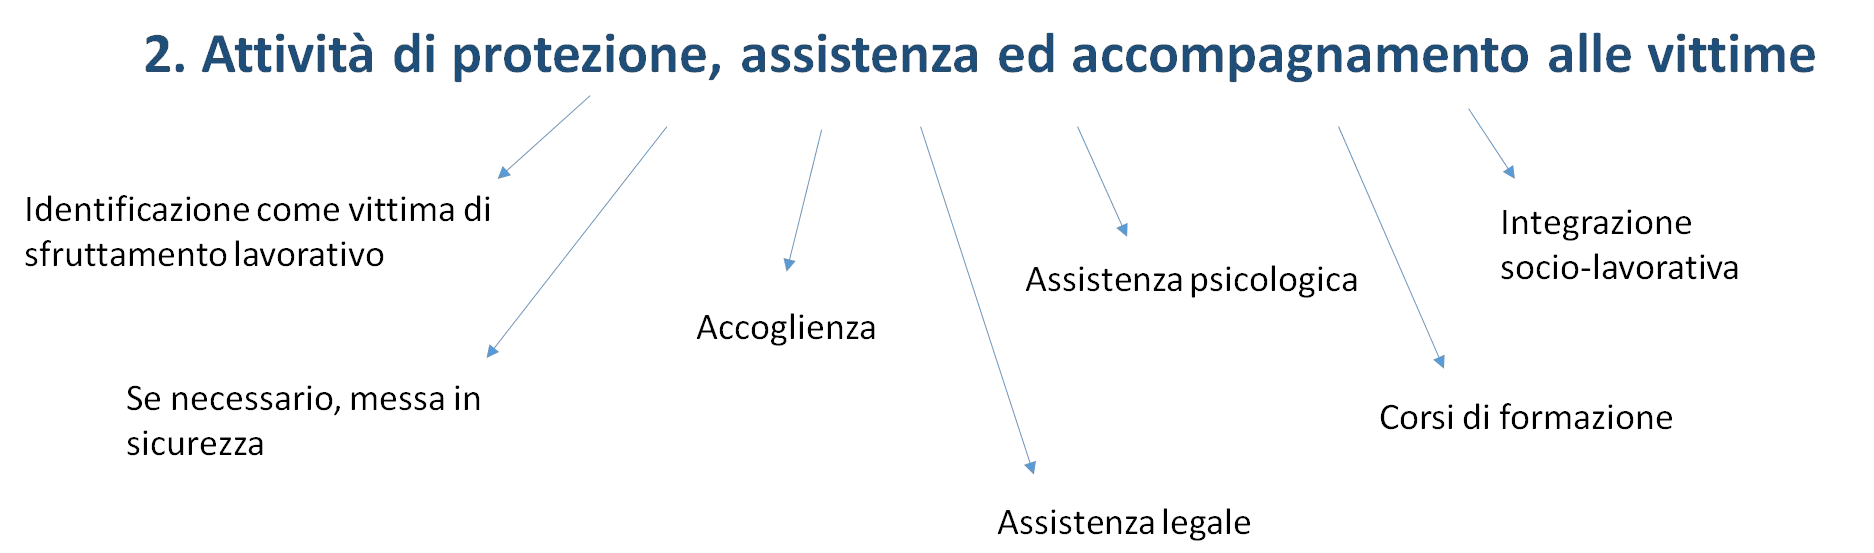 2. Attività di protezione, assistenza ed accompagnamento alle vittime
Identificazione come vittima di
sfruttamento lavorativo
Se necessario, messa in
sicurezza
Accoglienza
Assistenza legale
Assistenza psicologica
Corsi di formazione
Integrazione
socio-lavorativa